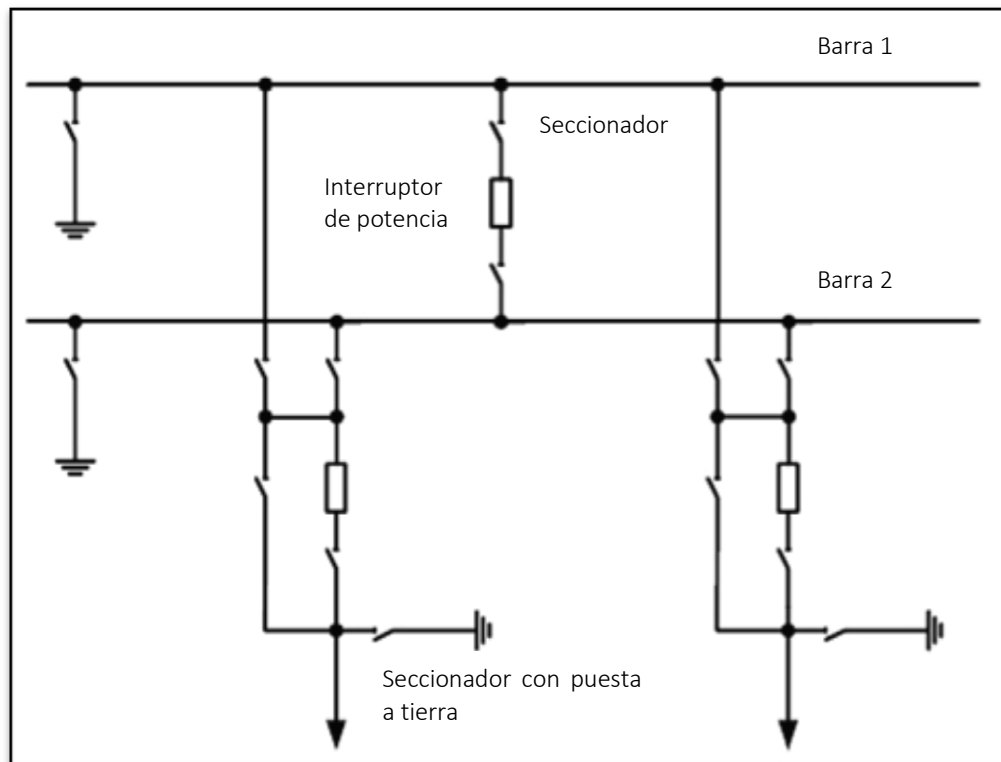 Barra 1
Seccionador
Interruptor
de potencia
Barra 2
Seccionador con puesta
a tierra